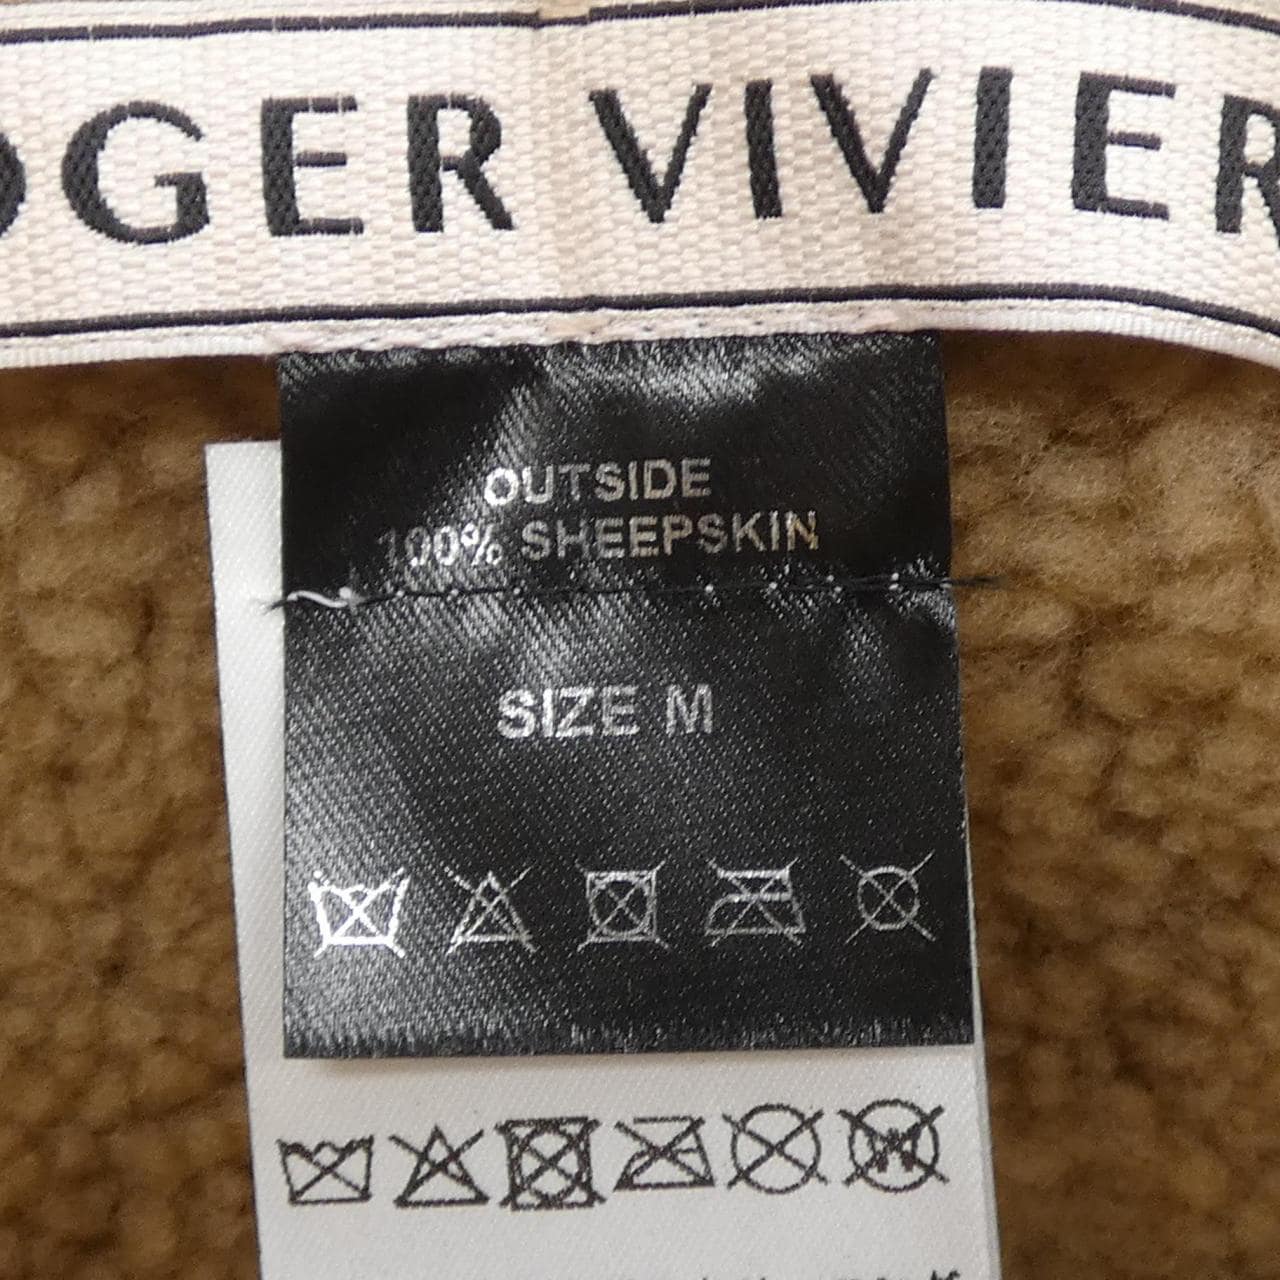 OGER VIVIER
OUTSIDE
100% SHEEPSKIN
SIZE M
W